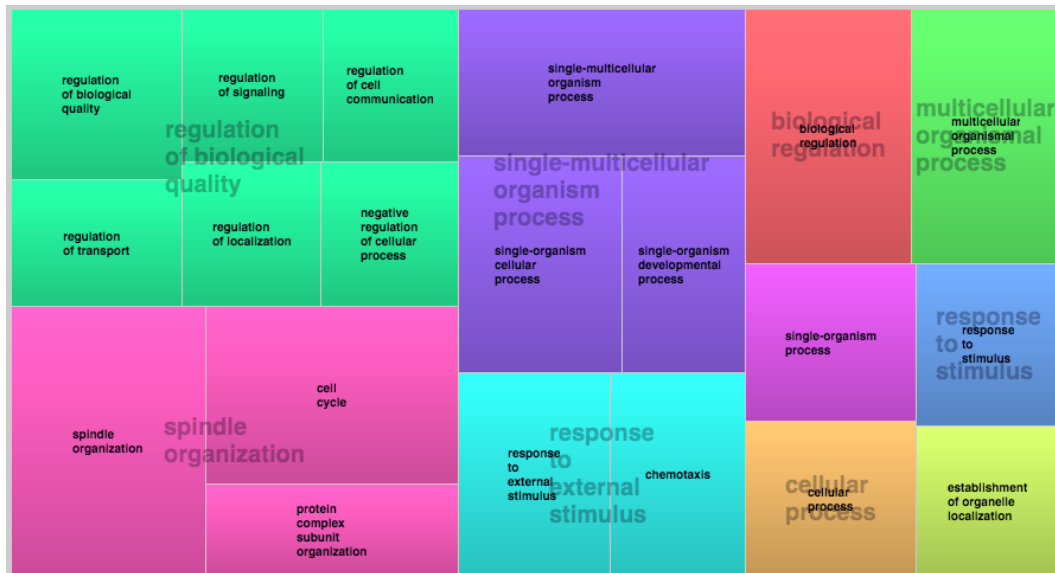 regulation
of biological
quality
regulation
of signaling
regulation
of cell
communication
regulation
of biological
quality
regulation
of transport
regulation
of localization
negative
regulation
of cellular
process
single-multicellular
organism
process
single-multicellular
organism
process
single-organism
cellular
process
single-organism
developmental
process
biological
regulation
biological
regulation
multicellular
organismal
process
multicellular
organismal
process
single-organism
process
response
to
stimulus
response
to
stimulus
spindle
organization
spindle
organization
cell
cycle
protein
complex
subunit
organization
response
to
external
stimulus
response
to
external
stimulus
chemotaxis
cellular
process
cellular
process
establishment
of organelle
localization